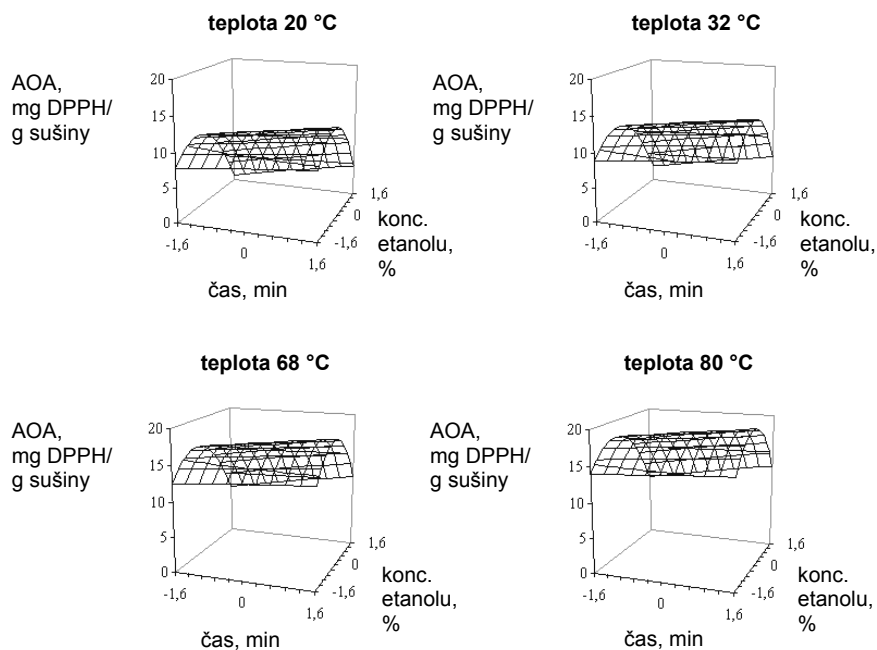 teplota 20 °C
AOA,
mg DPPH/
g sušiny
20
15
10
5
0
-1,6
0
1,6
-1,6
0
1,6
konc.
etanolu,
%
čas, min
teplota 32 °C
AOA,
mg DPPH/
g sušiny
20
15
10
5
0
-1,6
0
1,6
-1,6
0
1,6
konc.
etanolu,
%
čas, min
teplota 68 °C
AOA,
mg DPPH/
g sušiny
20
15
10
5
0
-1,6
0
1,6
-1,6
0
1,6
konc.
etanolu,
%
čas, min
teplota 80 °C
AOA,
mg DPPH/
g sušiny
20
15
10
5
0
-1,6
0
1,6
-1,6
0
1,6
konc.
etanolu,
%
čas, min